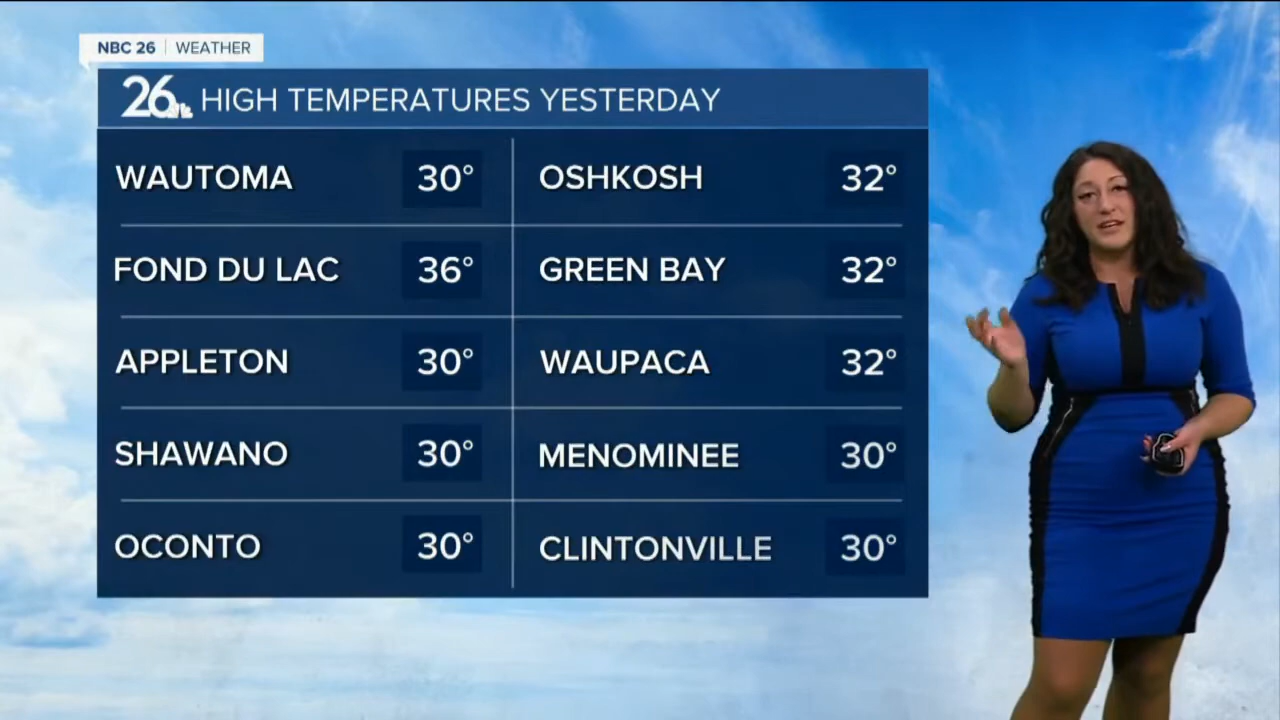 NBC 26 | WEATHER
26 HIGH TEMPERATURES YESTERDAY
WAUTOMA 30° OSHKOSH 32°
FOND DU LAC 36° GREEN BAY 32°
APPLETON 30° WAUPACA 32°
SHAWANO 30° MENOMINEE 30°
OCONTO 30° CLINTONVILLE 30°